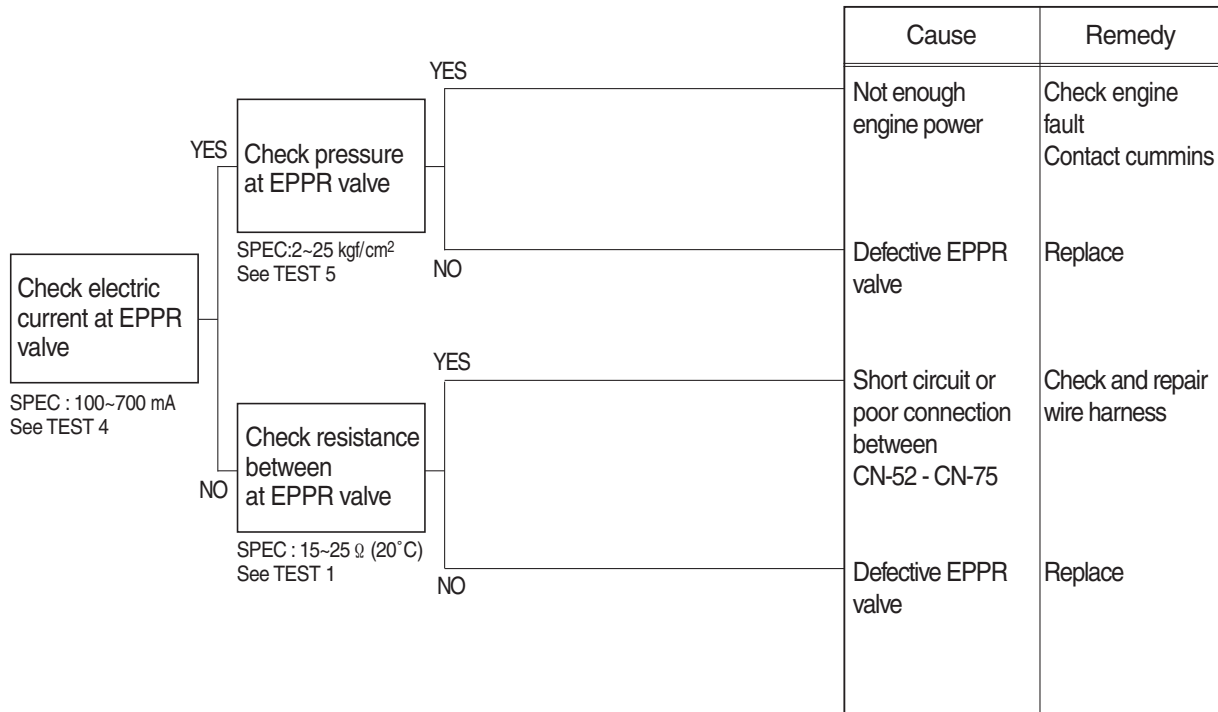 Cause
Remedy
YES
Not enough
engine power
Check engine
fault
Contact cummins
YES
Check pressure
at EPPR valve
SPEC:2~25 kgf/cm²
See TEST 5
NO
Defective EPPR
valve
Replace
Check electric
current at EPPR
valve
SPEC : 100~700 mA
See TEST 4
YES
Short circuit or
poor connection
between
CN-52 - CN-75
Check and repair
wire harness
NO
Check resistance
between
at EPPR valve
SPEC : 15~25 Ω (20˚C)
See TEST 1
NO
Defective EPPR
valve
Replace